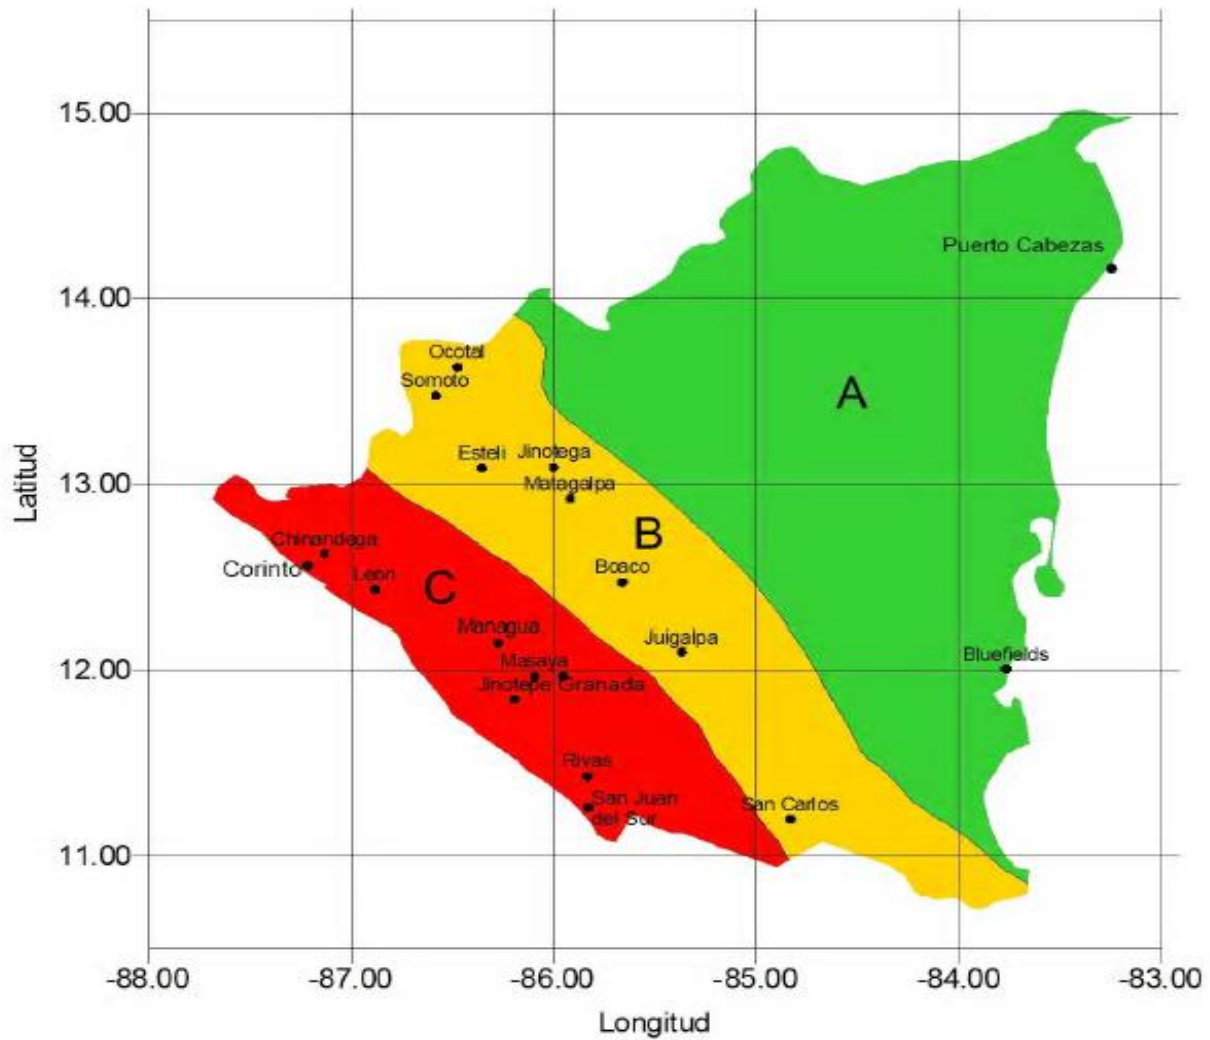 15.00
Puerto Cabezas
14.00
Ocotal
Somoto
A
Esteli
Jinotega
13.00
Matagalpa
Latitud
B
Chinandega
Corinto
Boaco
Leon
C
Managua
Juigalpa
12.00
Masaya
Bluefields
Jinotepe
Granada
Rivas
San Juan
del Sur
San Carlos
11.00
-88.00
-87.00
-86.00
-85.00
-84.00
-83.00
Longitud